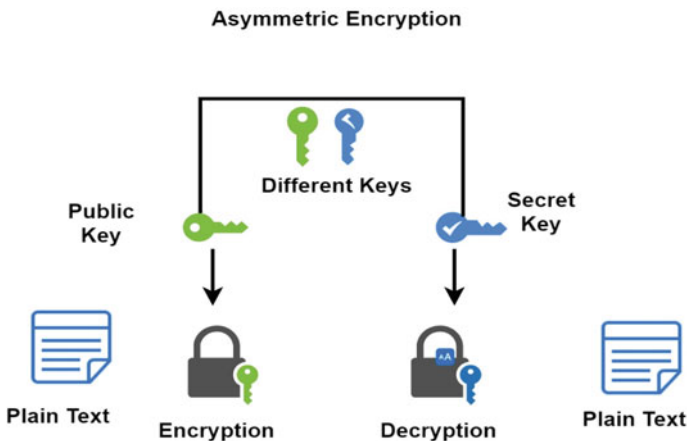 Asymmetric Encryption
Different Keys
Public
Key
Secret
Key
Plain Text
Encryption
Decryption
Plain Text